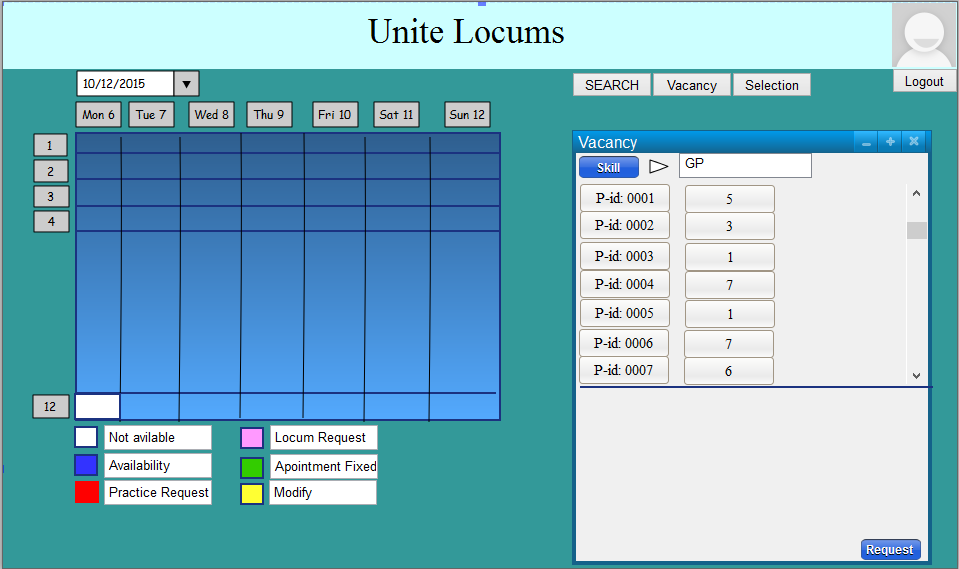 Unite Locums
Logout
10/12/2015
SEARCH Vacancy Selection
Mon 6 Tue 7 Wed 8 Thu 9 Fri 10 Sat 11 Sun 12
1
2
3
4
12
Not avilable Locum Request
Availability Apointment Fixed
Practice Request Modify
Vacancy
Skill GP
P-id: 0001 5
P-id: 0002 3
P-id: 0003 1
P-id: 0004 7
P-id: 0005 1
P-id: 0006 7
P-id: 0007 6
Request